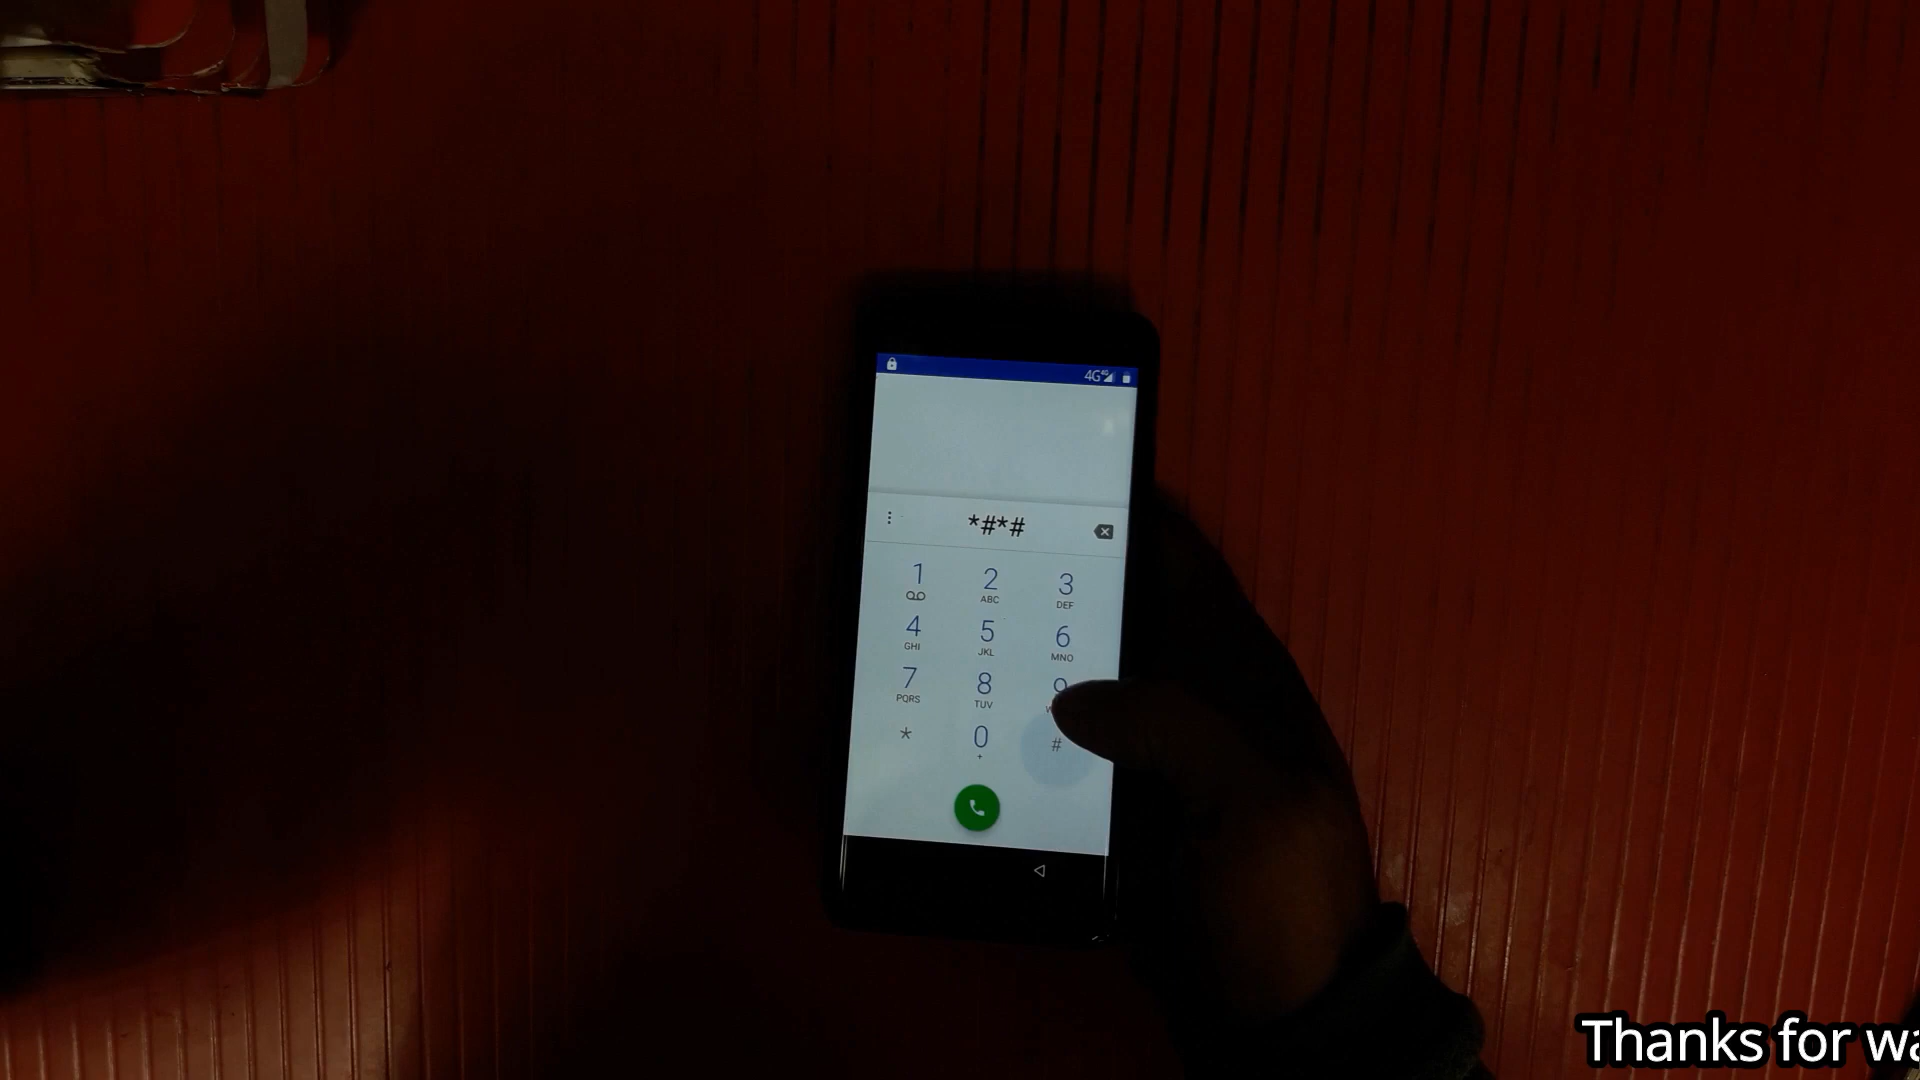 4G
*#*#
1 2 3
ABC DEF
4 5 6
GHI JKL MNO
7 8 9
PQRS TUV
* 0 #
+
Thanks for wa